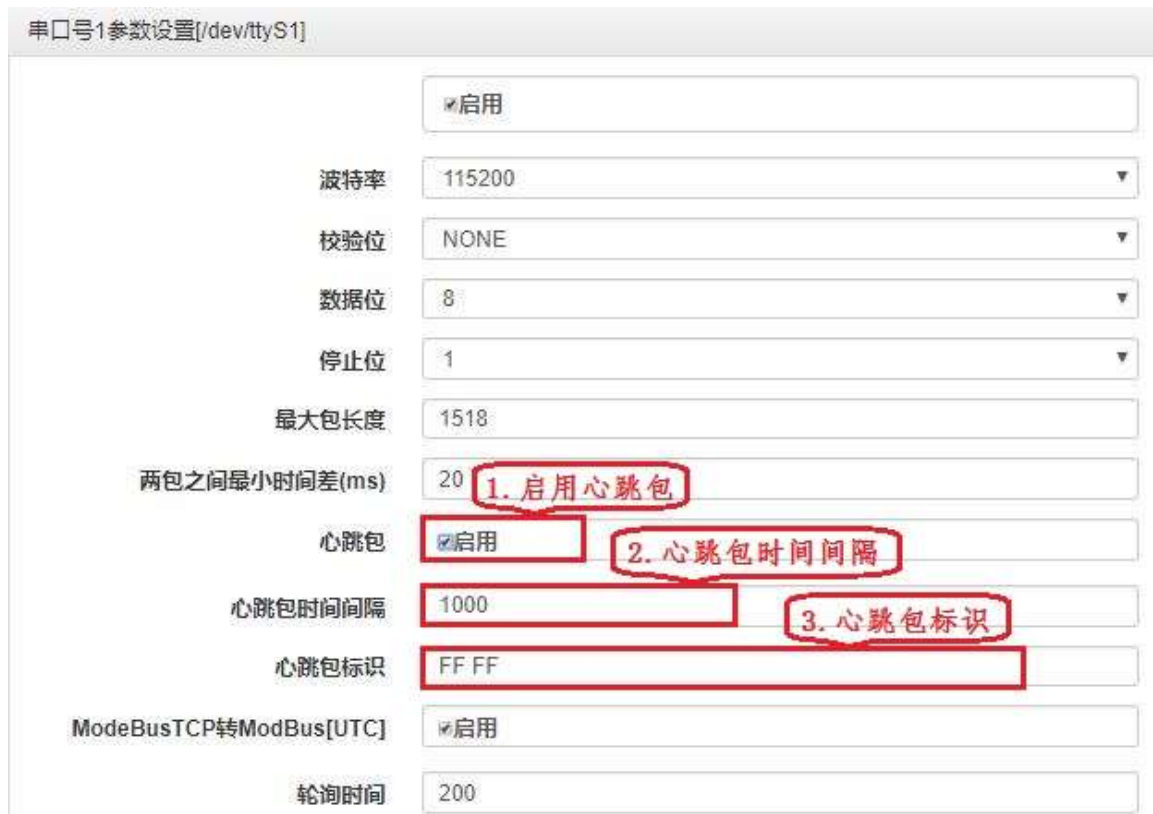 串口号1参数设置[/dev/ttyS1]
启用
波特率 115200
校验位 NONE
数据位 8
停止位 1
最大包长度 1518
两包之间最小时间差(ms) 20
1. 启用心跳包
心跳包 启用
2. 心跳包时间间隔
心跳包时间间隔 1000
3. 心跳包标识
心跳包标识 FF FF
ModeBusTCP转ModBus[UTC] 启用
轮询时间 200